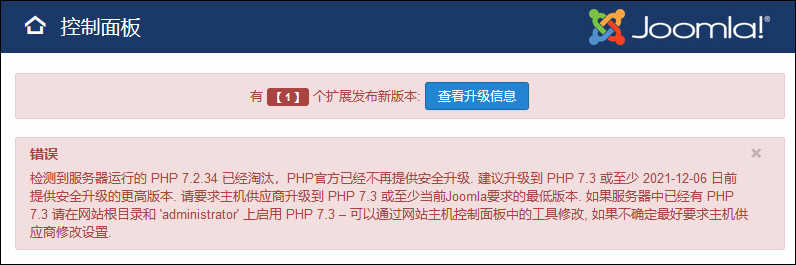 控制面板
Joomla!®
有 【1】 个扩展发布新版本: 查看升级信息
错误
×
检测到服务器运行的 PHP 7.2.34 已经淘汰，PHP官方已经不再提供安全升级. 建议升级到 PHP 7.3 或至少 2021-12-06 日前
提供安全升级的更高版本. 请要求主机供应商升级到 PHP 7.3 或至少当前Joomla要求的最低版本. 如果服务器中已经有 PHP
7.3 请在网站根目录和 'administrator' 上启用 PHP 7.3 – 可以通过网站主机控制面板中的工具修改, 如果不确定最好要求主机供
应商修改设置.